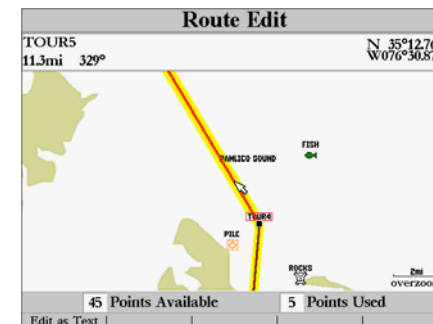 Route Edit
TOUR5
N 35°12.76
11.3mi 329°
W076°30.87
PAMLICO SOUND
FISH
TOUR4
PILE
ROCKS
2mi
overzoom
45 Points Available
5 Points Used
Edit as Text